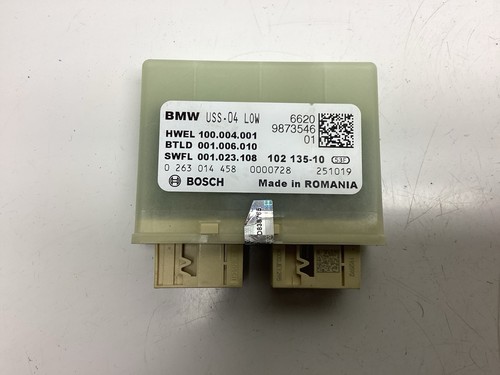 BMW USS-04 LOW 6620
9873546
01
HWEL 100.004.001
BTLD 001.006.010
SWFL 001.023.108 102 135-10
0 263 014 458 0000728 251019
BOSCH Made in ROMANIA